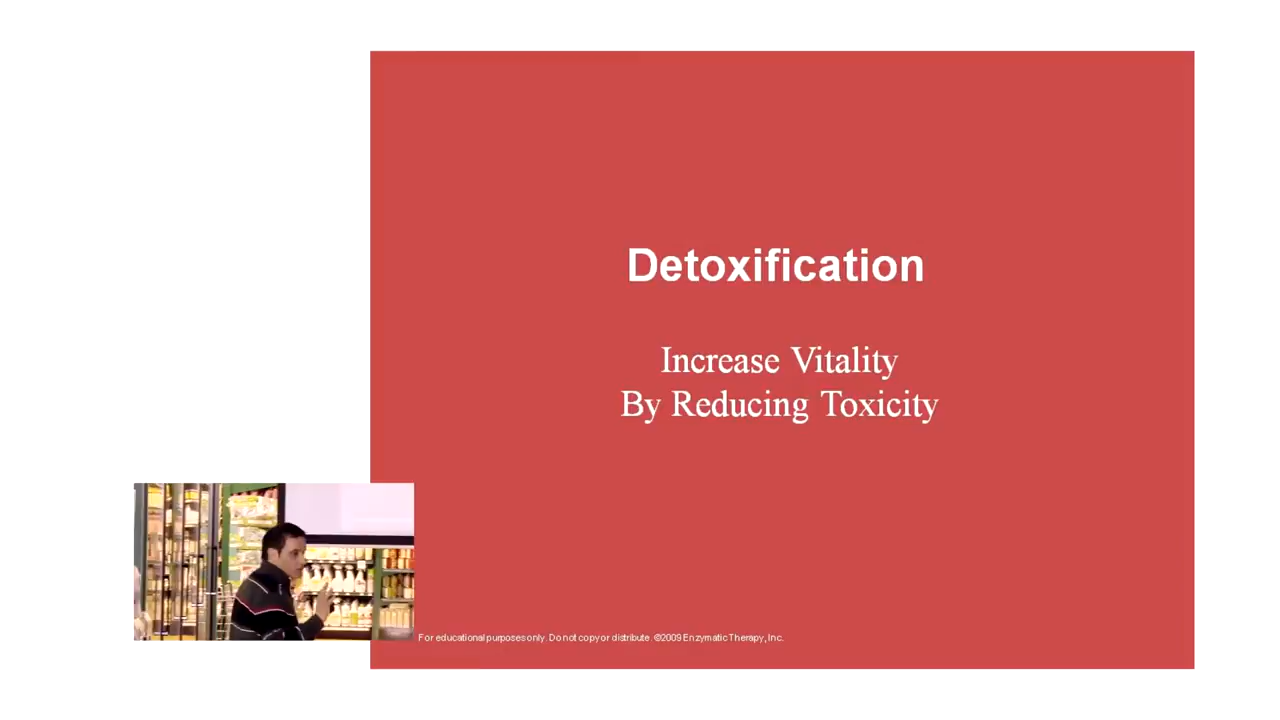 Detoxification
Increase Vitality
By Reducing Toxicity
For educational purposes only. Do not copy or distribute. ©2009 Enzymatic Therapy, Inc.